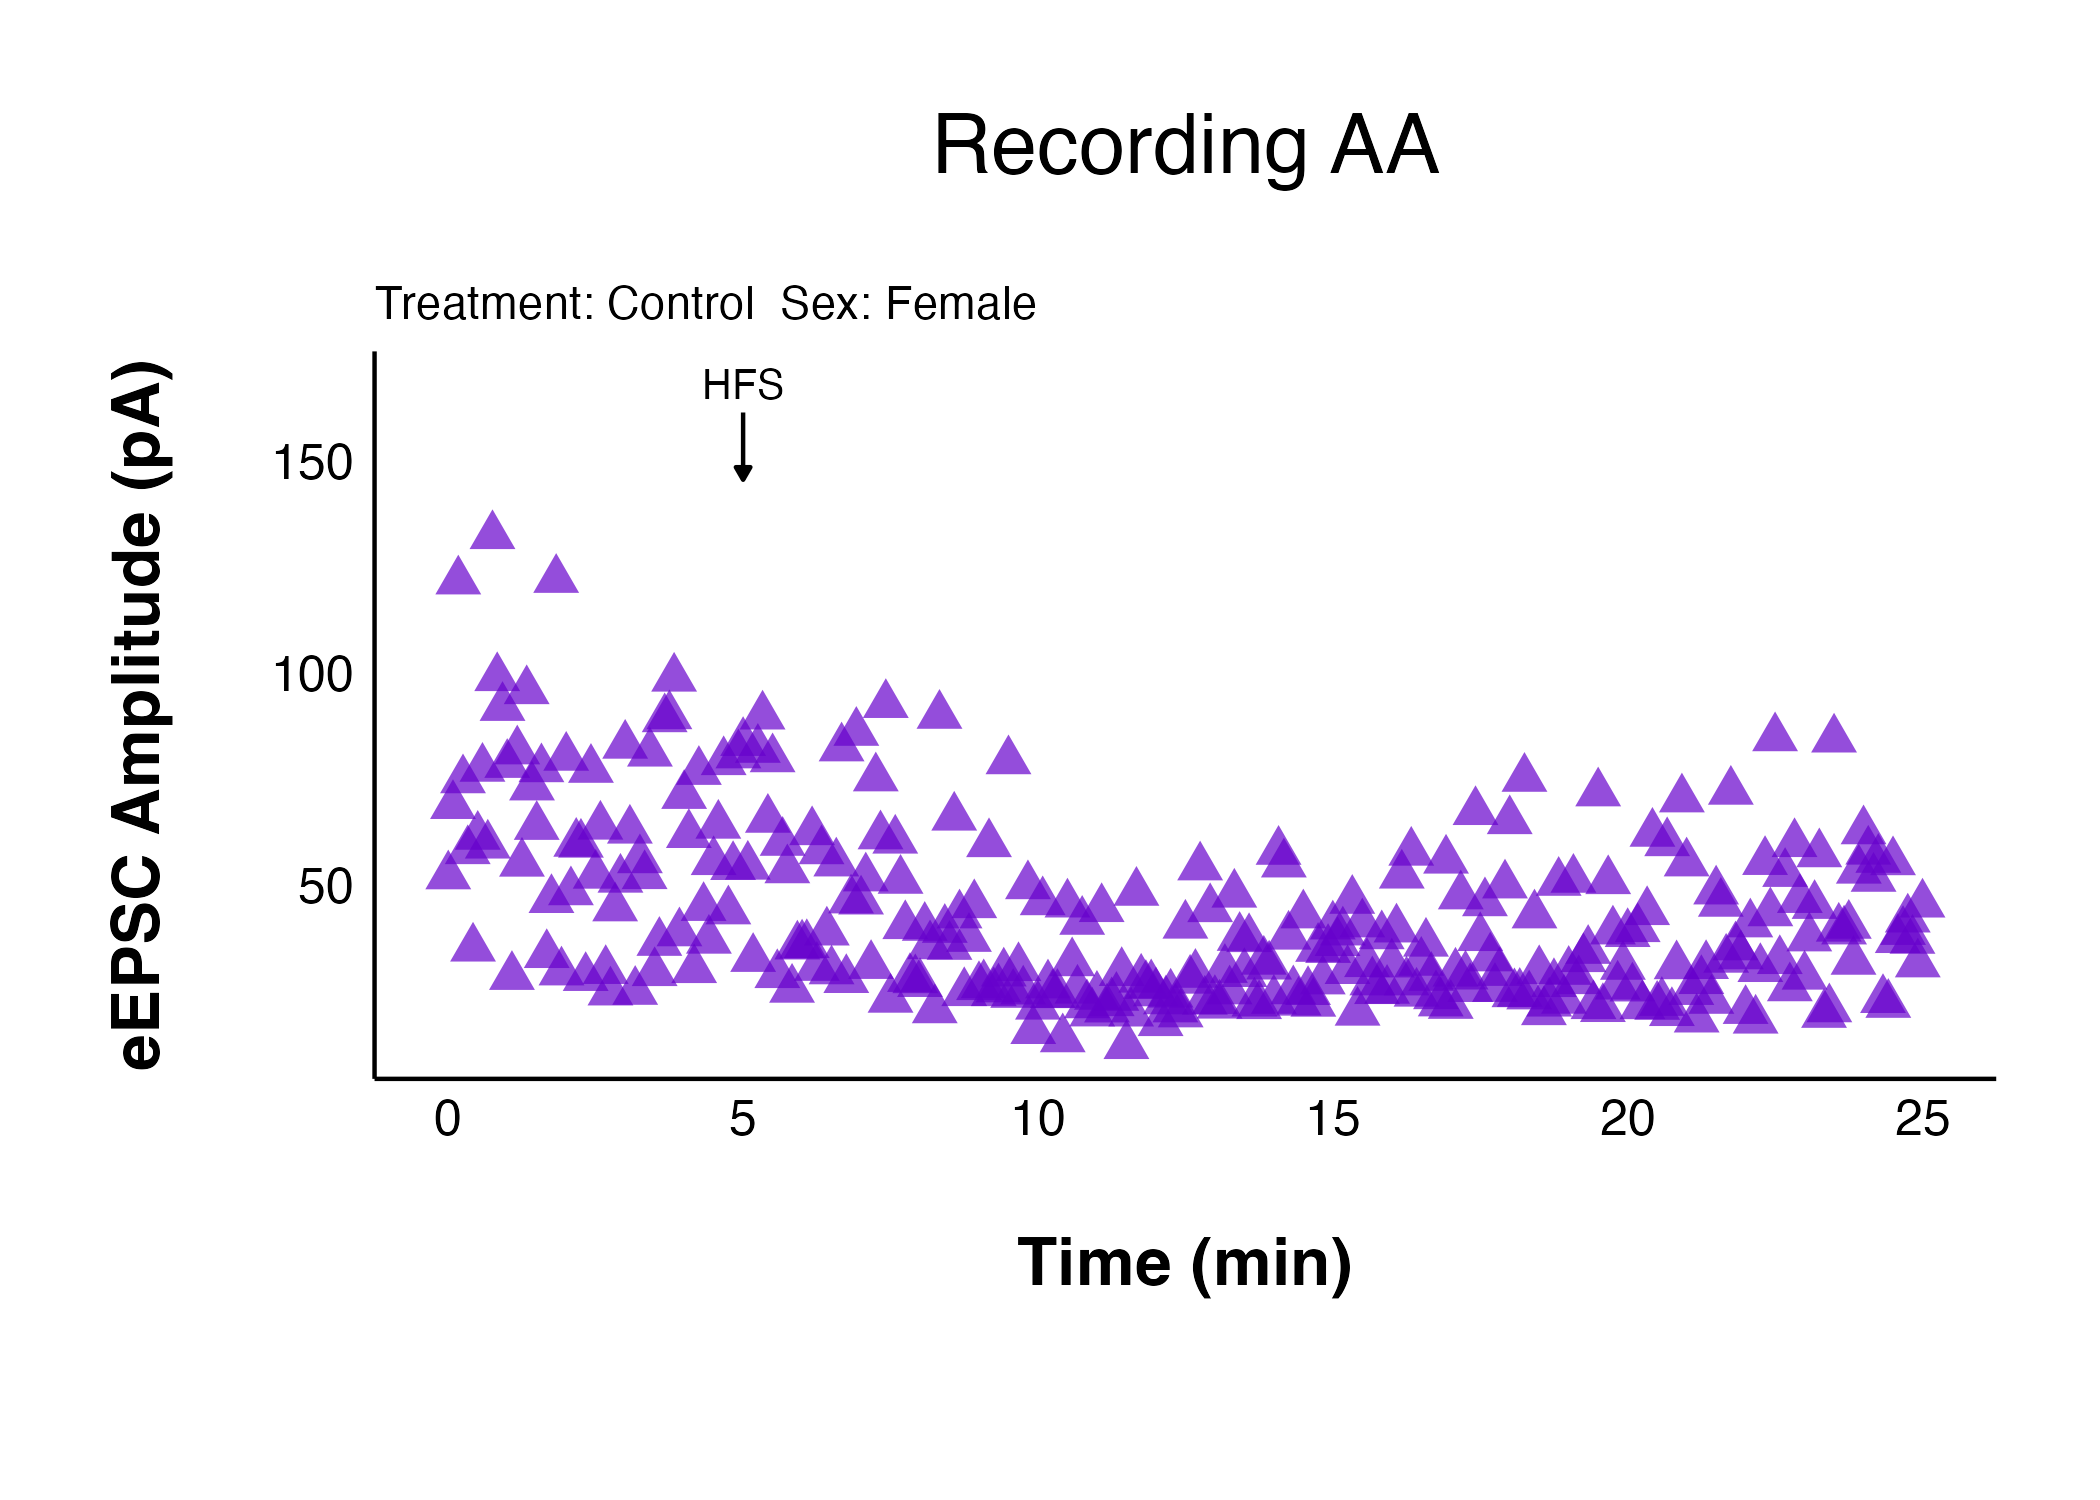 Recording AA
Treatment: Control  Sex: Female
HFS
eEPSC Amplitude (pA)
150
100
50
0 5 10 15 20 25
Time (min)